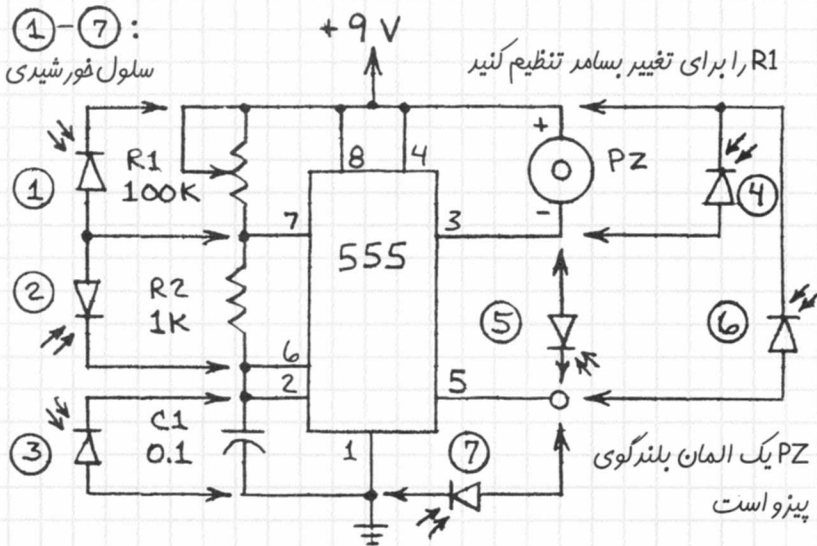 ①-⑦:
سلول خورشیدی
+9 V
R1 را برای تغییر بسامد تنظیم کنید
8
4
+
PZ
-
①
R1
100K
④
7
3
555
②
R2
1K
⑤
⑥
6
2
5
③
C1
0.1
1
⑦
PZ یک المان بلندگوی
پیزو است